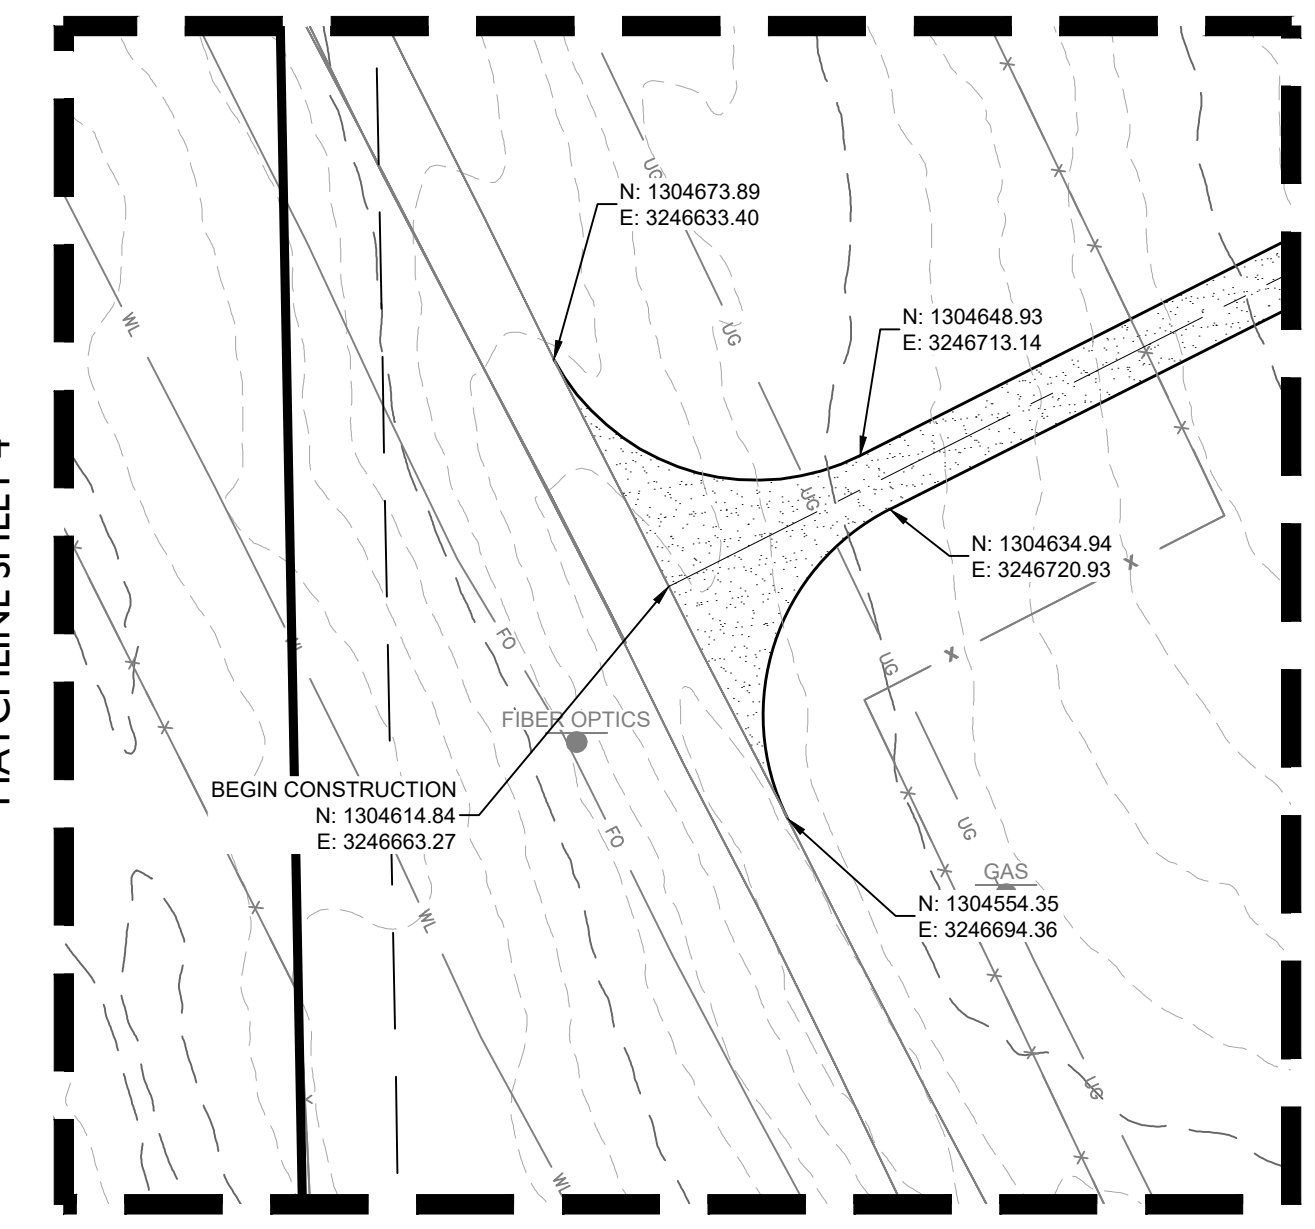 UG
N: 1304673.89
E: 3246633.40
WL
UG
N: 1304648.93
E: 3246713.14
UG
N: 1304634.94
E: 3246720.93
FO
UG
FIBER OPTICS
BEGIN CONSTRUCTION
N: 1304614.84
E: 3246663.27
FO
UG
GAS
N: 1304554.35
E: 3246694.36
WL
UG
WL